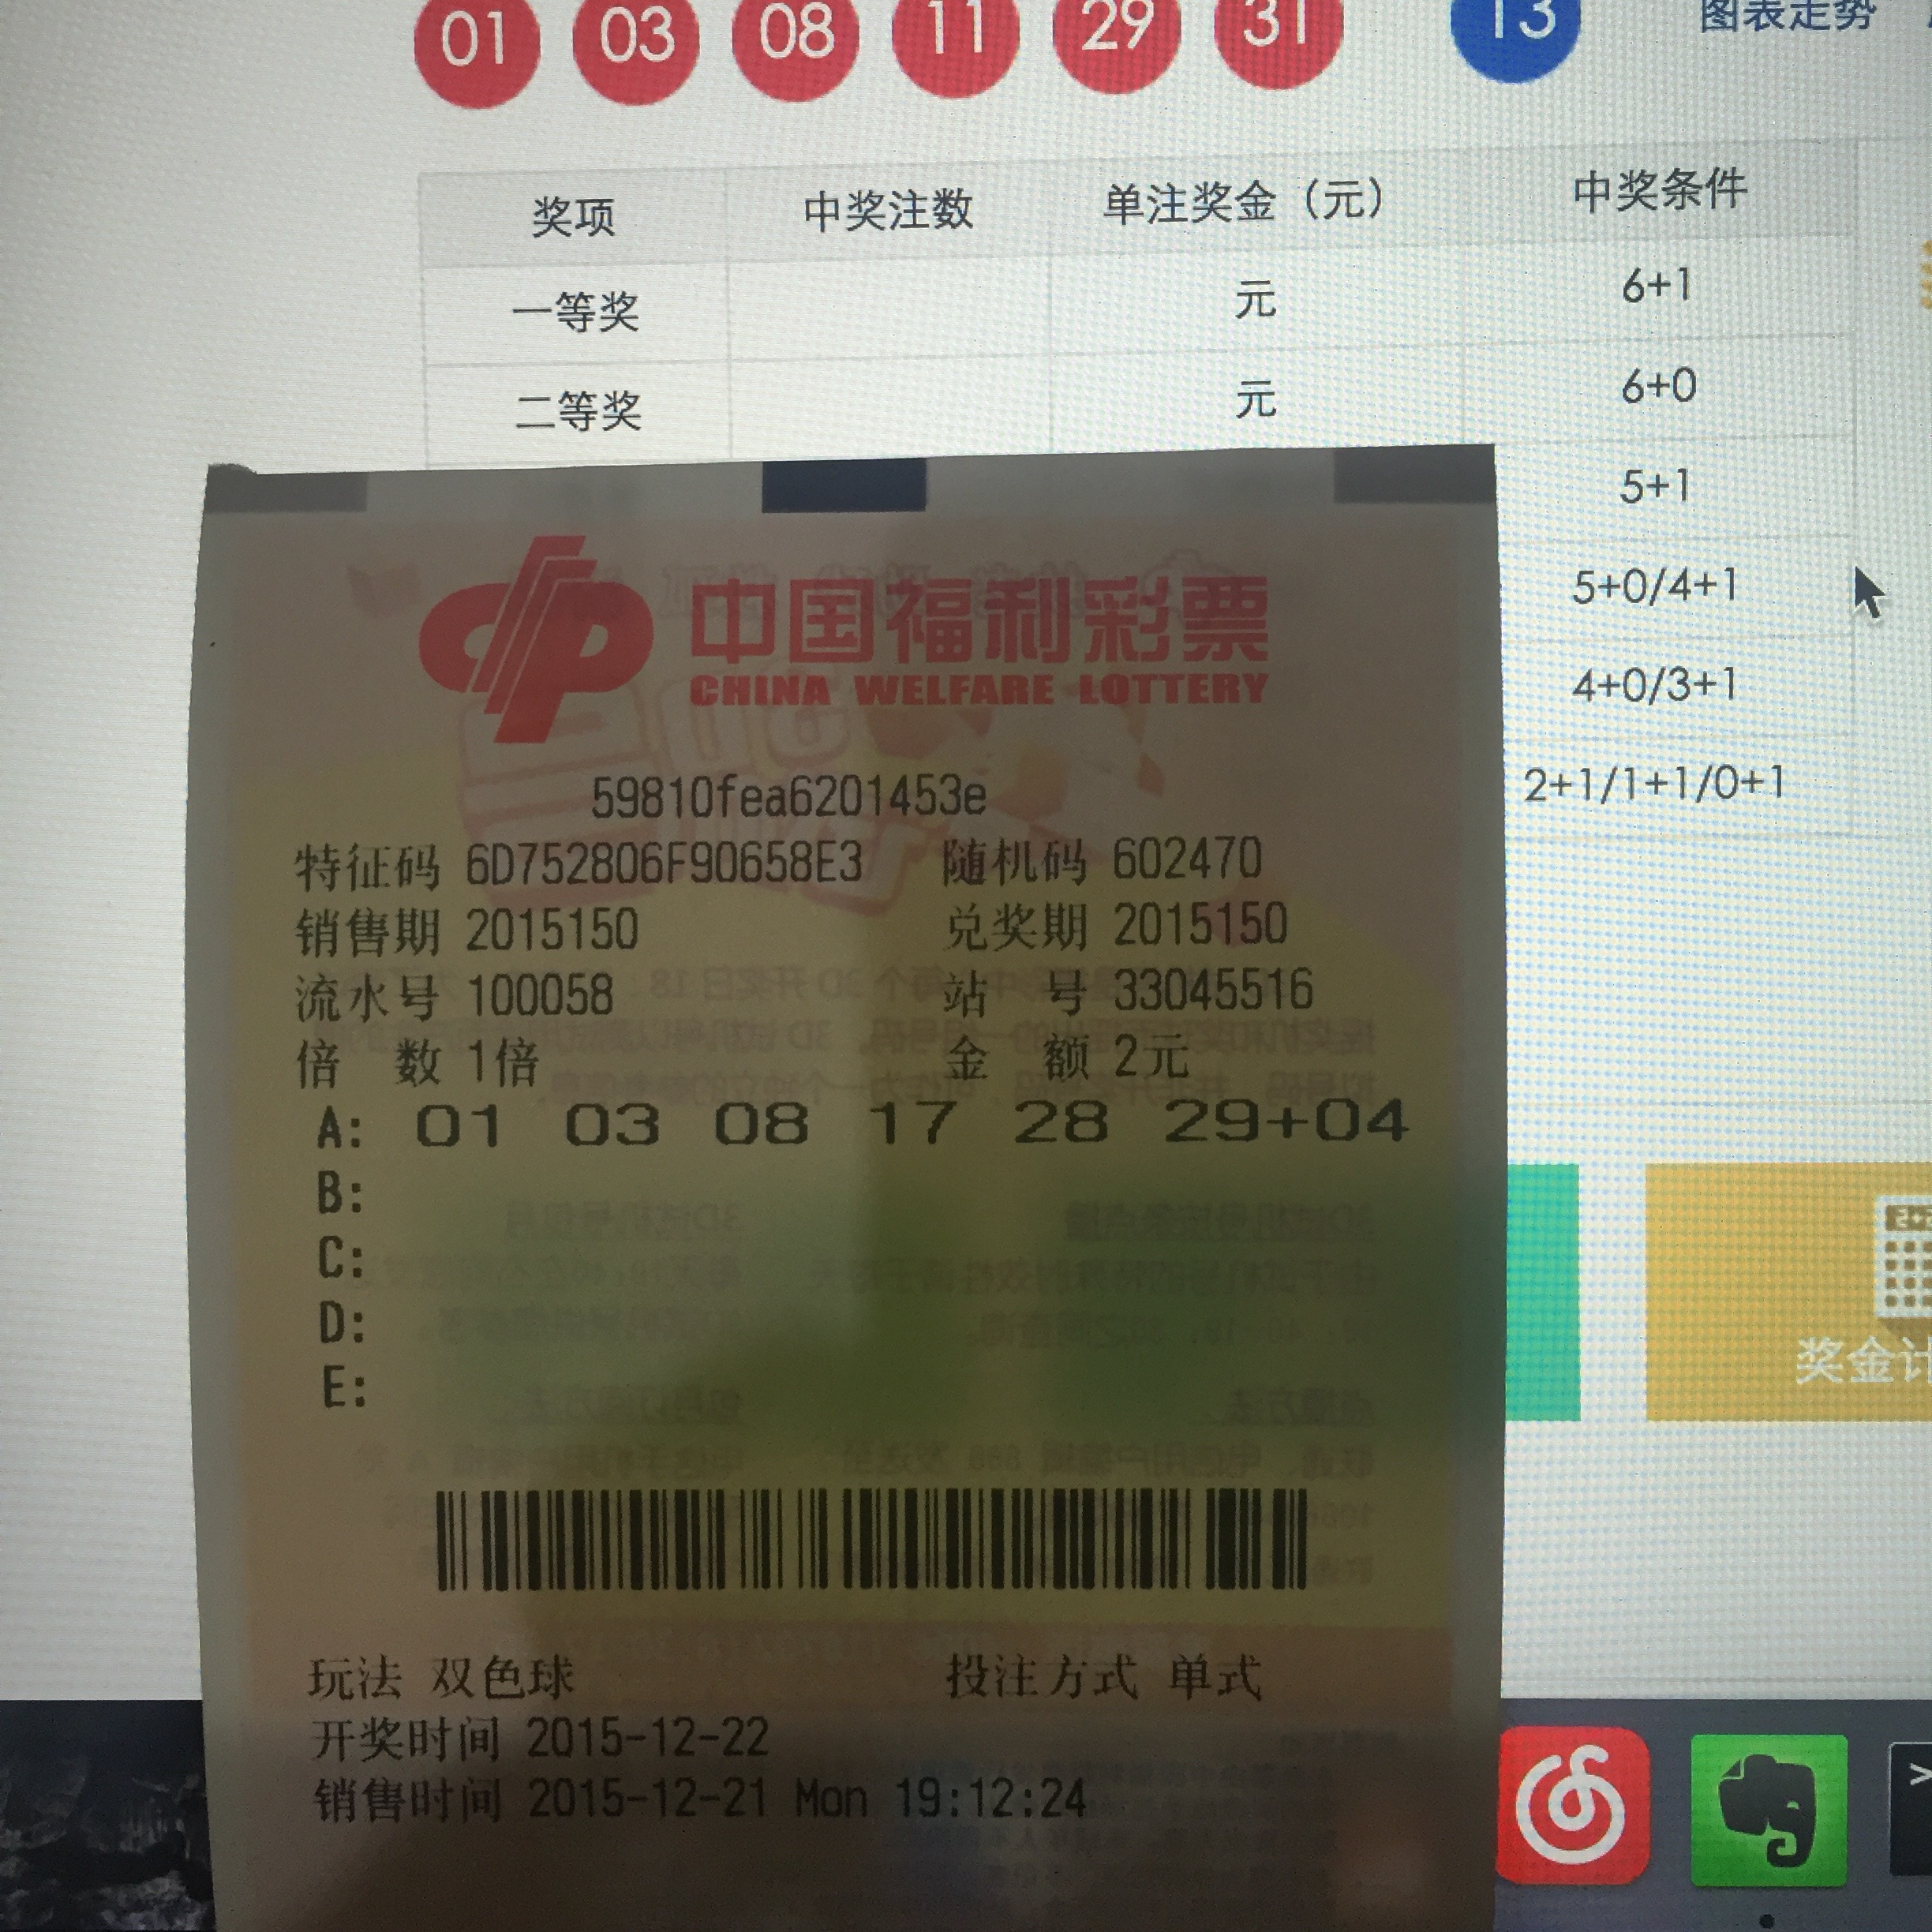 01 03 08 11 29 31 13 图表走势
奖项 中奖注数 单注奖金（元） 中奖条件
一等奖 元 6+1
二等奖 元 6+0
5+1
5+0/4+1
4+0/3+1
2+1/1+1/0+1
中国福利彩票
CHINA WELFARE LOTTERY
59810fea6201453e
特征码 6D752806F90658E3 随机码 602470
销售期 2015150 兑奖期 2015150
流水号 100058 站 号 33045516
倍 数 1倍 金 额 2元
A: 01 03 08 17 28 29+04
B:
C:
D:
E:
奖金计
玩法 双色球 投注方式 单式
开奖时间 2015-12-22
销售时间 2015-12-21 Mon 19:12:24